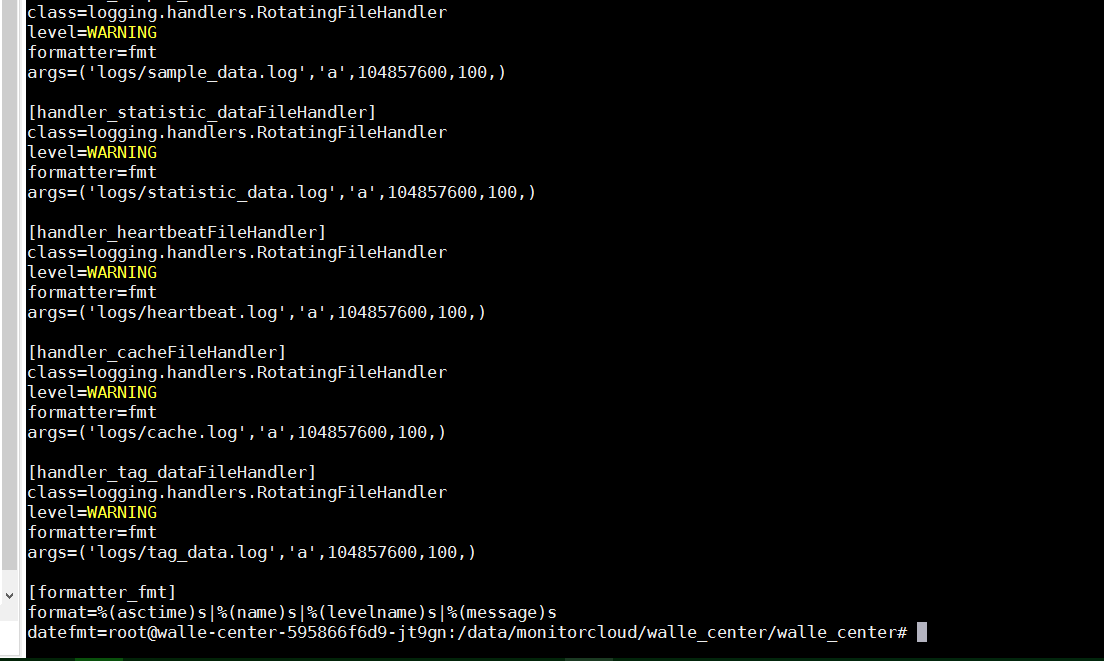 class=logging.handlers.RotatingFileHandler
level=WARNING
formatter=fmt
args=('logs/sample_data.log','a',104857600,100,)
[handler_statistic_dataFileHandler]
class=logging.handlers.RotatingFileHandler
level=WARNING
formatter=fmt
args=('logs/statistic_data.log','a',104857600,100,)
[handler_heartbeatFileHandler]
class=logging.handlers.RotatingFileHandler
level=WARNING
formatter=fmt
args=('logs/heartbeat.log','a',104857600,100,)
[handler_cacheFileHandler]
class=logging.handlers.RotatingFileHandler
level=WARNING
formatter=fmt
args=('logs/cache.log','a',104857600,100,)
[handler_tag_dataFileHandler]
class=logging.handlers.RotatingFileHandler
level=WARNING
formatter=fmt
args=('logs/tag_data.log','a',104857600,100,)
[formatter_fmt]
format=%(asctime)s|%(name)s|%(levelname)s|%(message)s
datefmt=root@walle-center-595866f6d9-jt9gn:/data/monitorcloud/walle_center/walle_center#